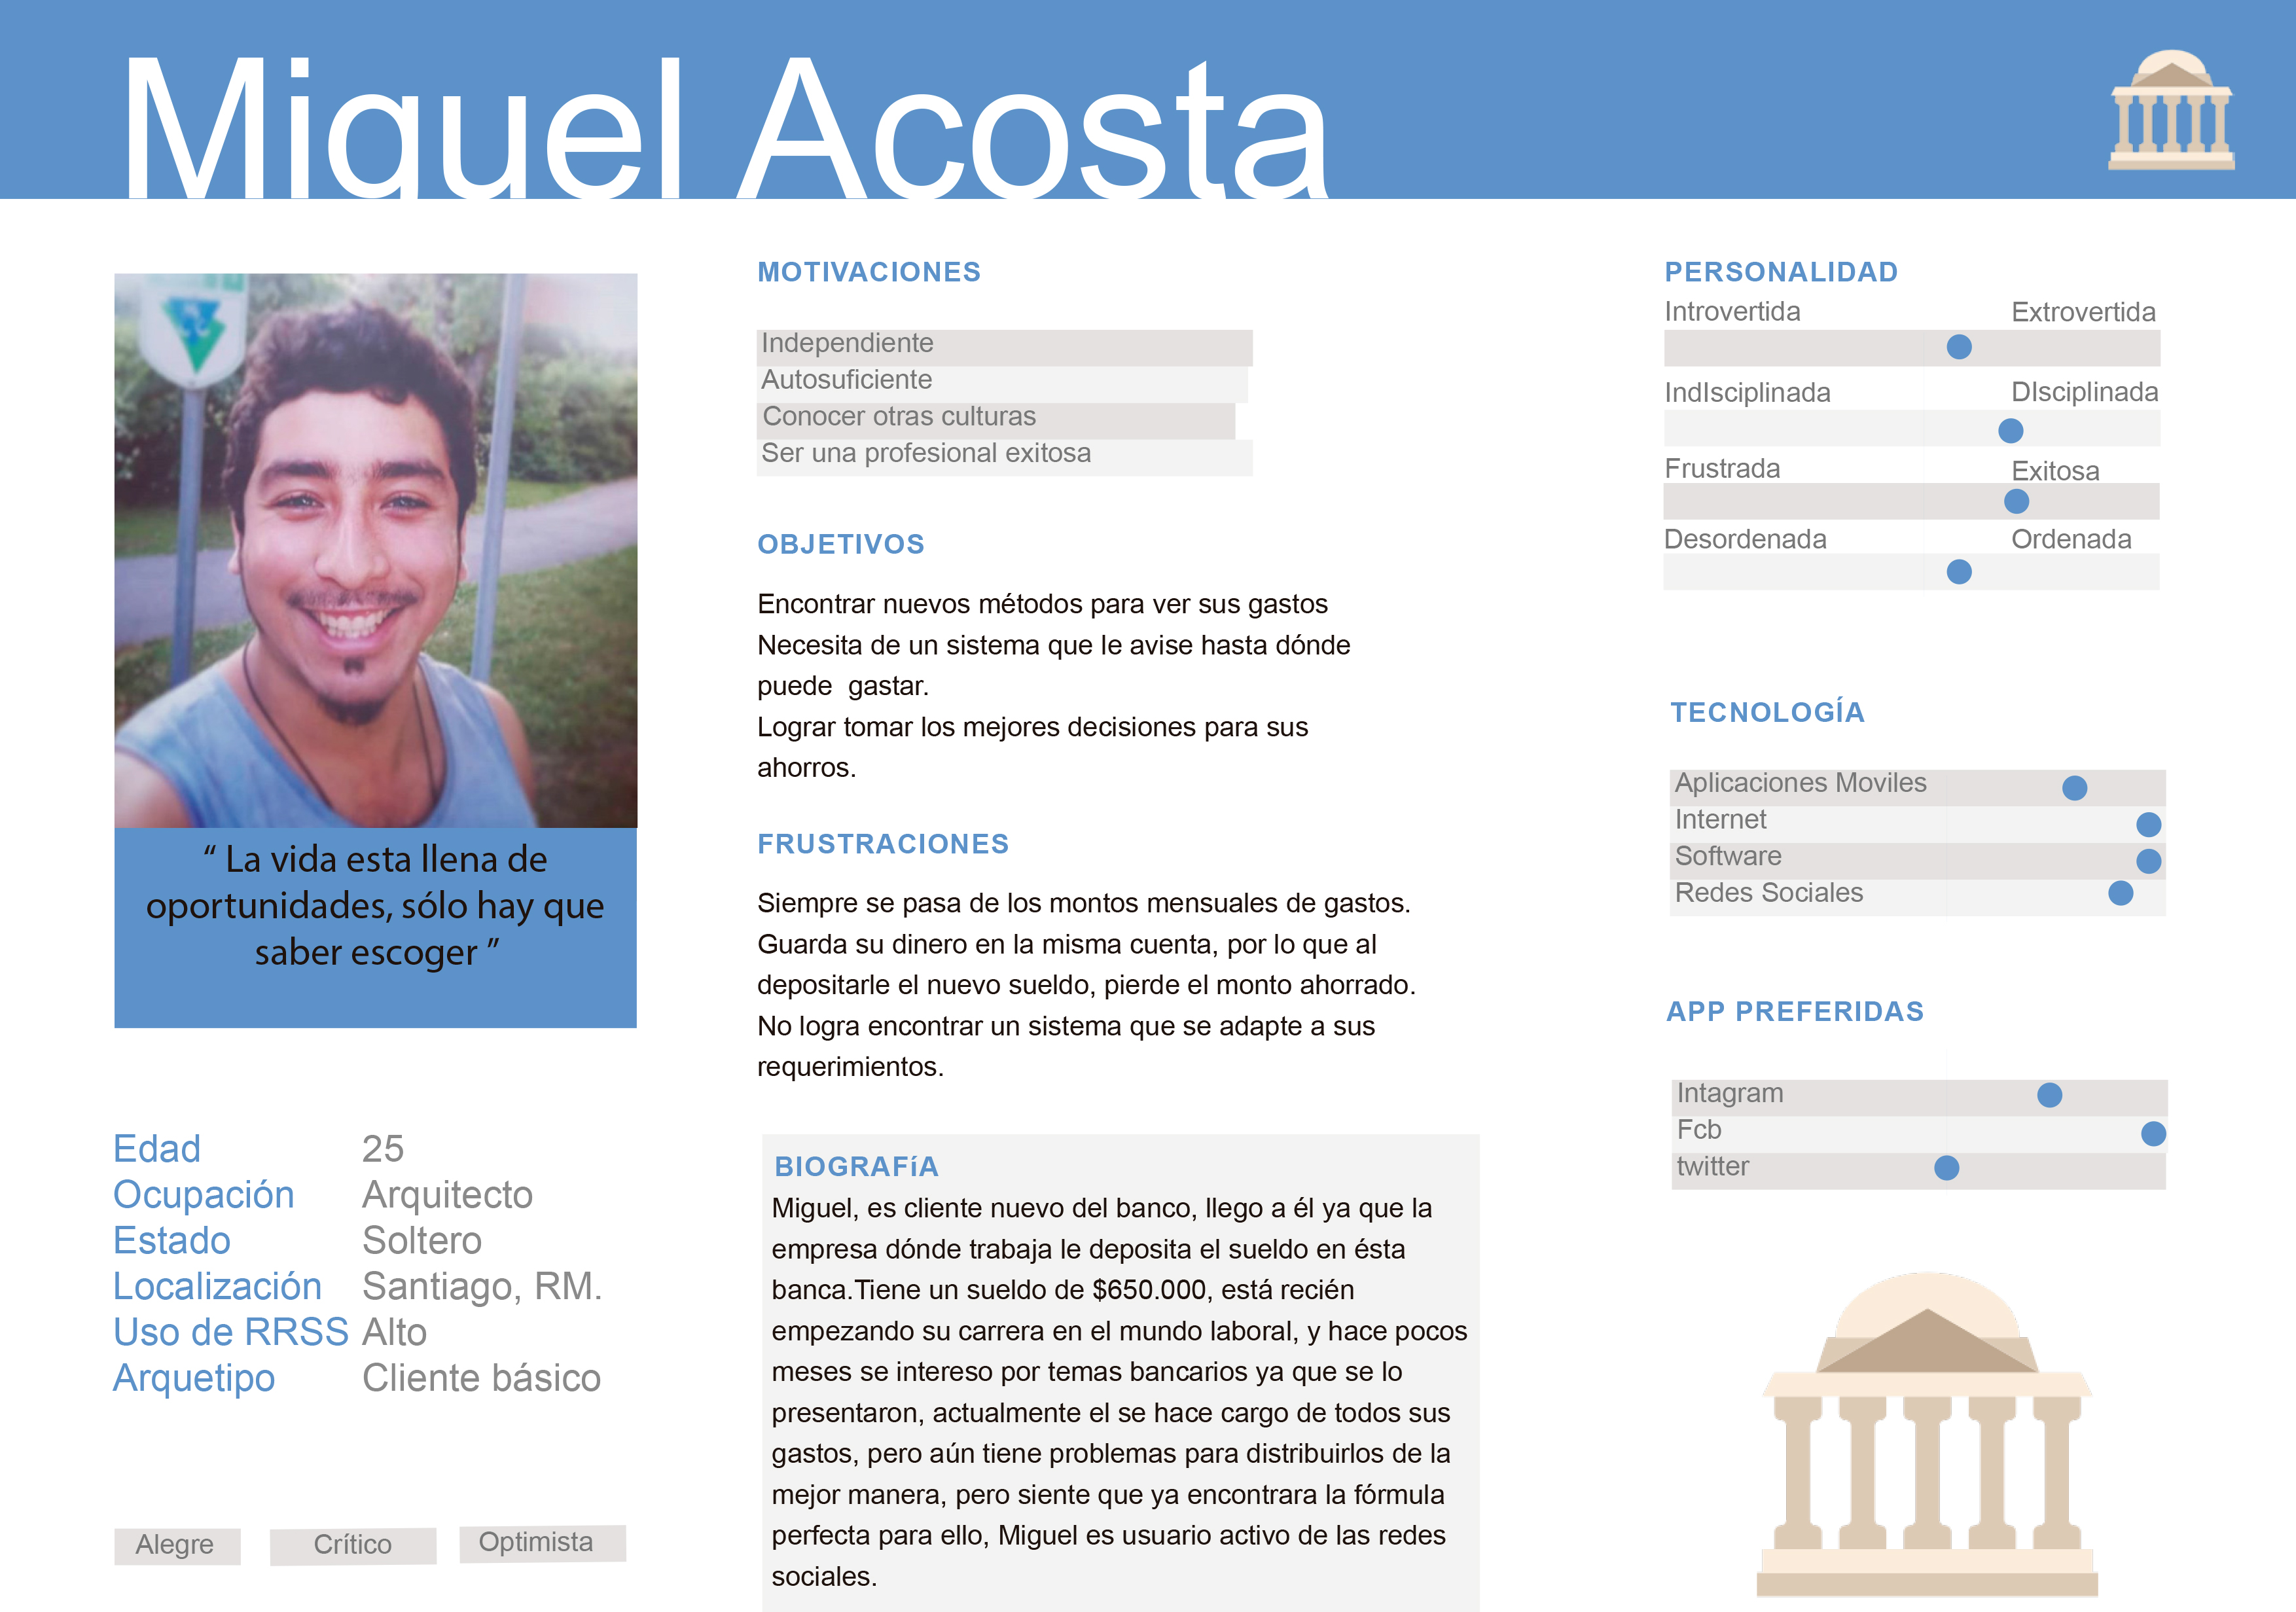 Miguel Acosta
“ La vida esta llena de
oportunidades, sólo hay que
saber escoger ”
Edad 25
Ocupación Arquitecto
Estado Soltero
Localización Santiago, RM.
Uso de RRSS Alto
Arquetipo Cliente básico
Alegre Crítico Optimista
MOTIVACIONES
Independiente
Autosuficiente
Conocer otras culturas
Ser una profesional exitosa
OBJETIVOS
Encontrar nuevos métodos para ver sus gastos
Necesita de un sistema que le avise hasta dónde
puede  gastar.
Lograr tomar los mejores decisiones para sus
ahorros.
FRUSTRACIONES
Siempre se pasa de los montos mensuales de gastos.
Guarda su dinero en la misma cuenta, por lo que al
depositarle el nuevo sueldo, pierde el monto ahorrado.
No logra encontrar un sistema que se adapte a sus
requerimientos.
BIOGRAFíA
Miguel, es cliente nuevo del banco, llego a él ya que la
empresa dónde trabaja le deposita el sueldo en ésta
banca.Tiene un sueldo de $650.000, está recién
empezando su carrera en el mundo laboral, y hace pocos
meses se intereso por temas bancarios ya que se lo
presentaron, actualmente el se hace cargo de todos sus
gastos, pero aún tiene problemas para distribuirlos de la
mejor manera, pero siente que ya encontrara la fórmula
perfecta para ello, Miguel es usuario activo de las redes
sociales.
PERSONALIDAD
Introvertida Extrovertida
IndIsciplinada DIsciplinada
Frustrada Exitosa
Desordenada Ordenada
TECNOLOGÍA
Aplicaciones Moviles
Internet
Software
Redes Sociales
APP PREFERIDAS
Intagram
Fcb
twitter